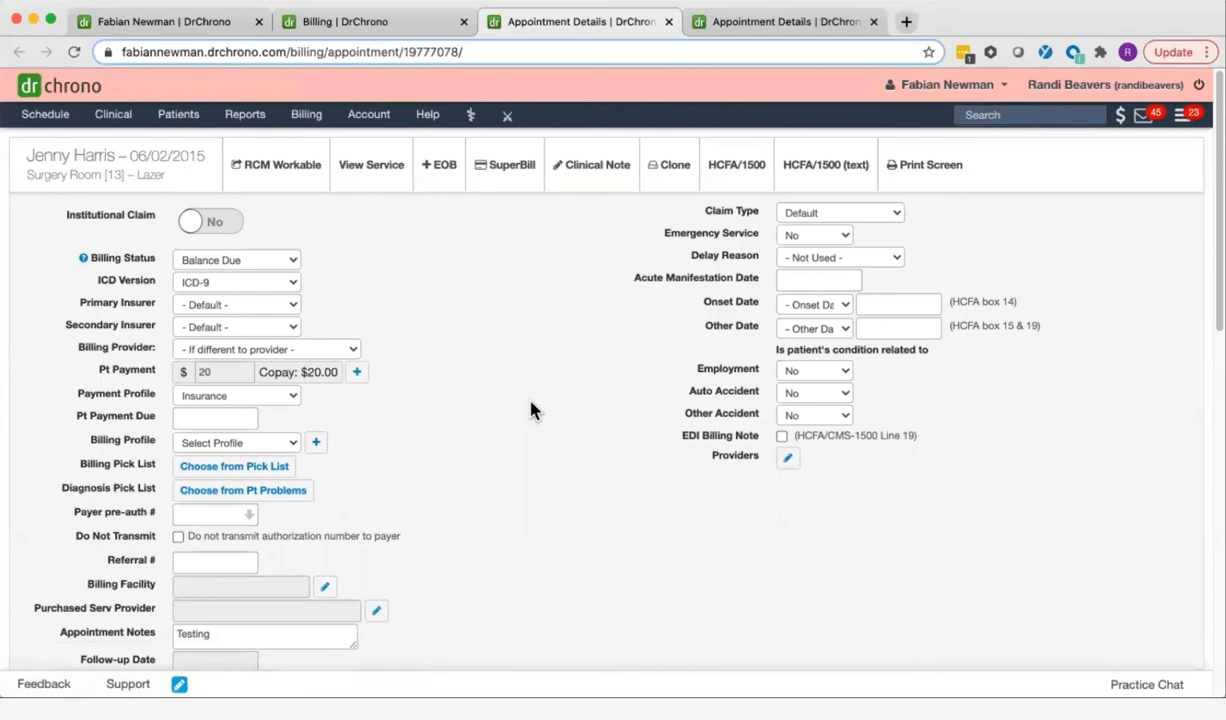 Fabian Newman | DrChrono
Billing | DrChrono
Appointment Details | DrChron
Appointment Details | DrChron
fabiannewman.drchrono.com/billing/appointment/19777078/
1
R
Update
dr chrono
Fabian Newman
Randi Beavers (randibeavers)
Schedule Clinical Patients Reports Billing Account Help
Search
$ 45 23
Jenny Harris – 06/02/2015
Surgery Room [13] – Lazer
RCM Workable
View Service
+ EOB
SuperBill
Clinical Note
Clone
HCFA/1500
HCFA/1500 (text)
Print Screen
Institutional Claim No
Billing Status Balance Due
ICD Version ICD-9
Primary Insurer - Default -
Secondary Insurer - Default -
Billing Provider: - If different to provider -
Pt Payment $ 20 Copay: $20.00 +
Payment Profile Insurance
Pt Payment Due
Billing Profile Select Profile +
Billing Pick List Choose from Pick List
Diagnosis Pick List Choose from Pt Problems
Payer pre-auth #
Do Not Transmit Do not transmit authorization number to payer
Referral #
Billing Facility
Purchased Serv Provider
Appointment Notes Testing
Follow-up Date
Claim Type Default
Emergency Service No
Delay Reason - Not Used -
Acute Manifestation Date
Onset Date - Onset Da (HCFA box 14)
Other Date - Other Da (HCFA box 15 & 19)
Is patient's condition related to
Employment No
Auto Accident No
Other Accident No
EDI Billing Note (HCFA/CMS-1500 Line 19)
Providers
Feedback Support
Practice Chat